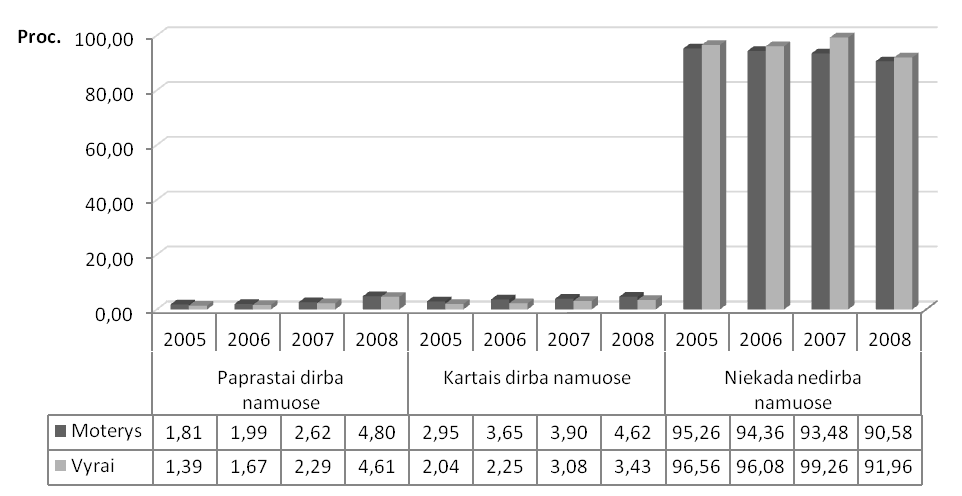 Proc.
100,00
80,00
60,00
40,00
20,00
0,00
2005 2006 2007 2008 2005 2006 2007 2008 2005 2006 2007 2008
Paprastai dirba namuose
Kartais dirba namuose
Niekada nedirba namuose
Moterys 1,81 1,99 2,62 4,80 2,95 3,65 3,90 4,62 95,26 94,36 93,48 90,58
Vyrai 1,39 1,67 2,29 4,61 2,04 2,25 3,08 3,43 96,56 96,08 99,26 91,96